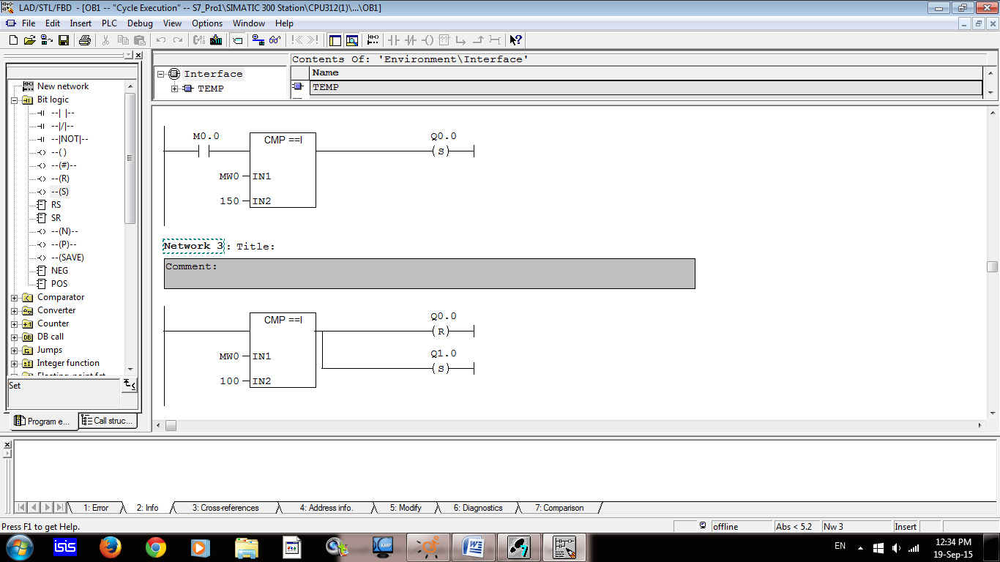 LAD/STL/FBD - [OB1 -- "Cycle Execution" -- S7_Pro1\SIMATIC 300 Station\CPU312(1)\...\OB1]
File Edit Insert PLC Debug View Options Window Help
Contents Of: 'Environment\Interface'
Interface
TEMP
Name
TEMP
New network
Bit logic
--| |--
--|/|--
--|NOT|--
--( )
--(#)--
--(R)
--(S)
RS
SR
--(N)--
--(P)--
--(SAVE)
NEG
POS
Comparator
Converter
Counter
DB call
Jumps
Integer function
Set
Program e...
Call struc...
M0.0
CMP ==I
Q0.0
(S)
MW0
IN1
150
IN2
Network 3: Title:
Comment:
CMP ==I
Q0.0
(R)
MW0
IN1
Q1.0
(S)
100
IN2
1: Error 2: Info 3: Cross-references 4: Address info. 5: Modify 6: Diagnostics 7: Comparison
Press F1 to get Help.
offline
Abs < 5.2
Nw 3
Insert
isis
KMP
EN
12:34 PM
19-Sep-15